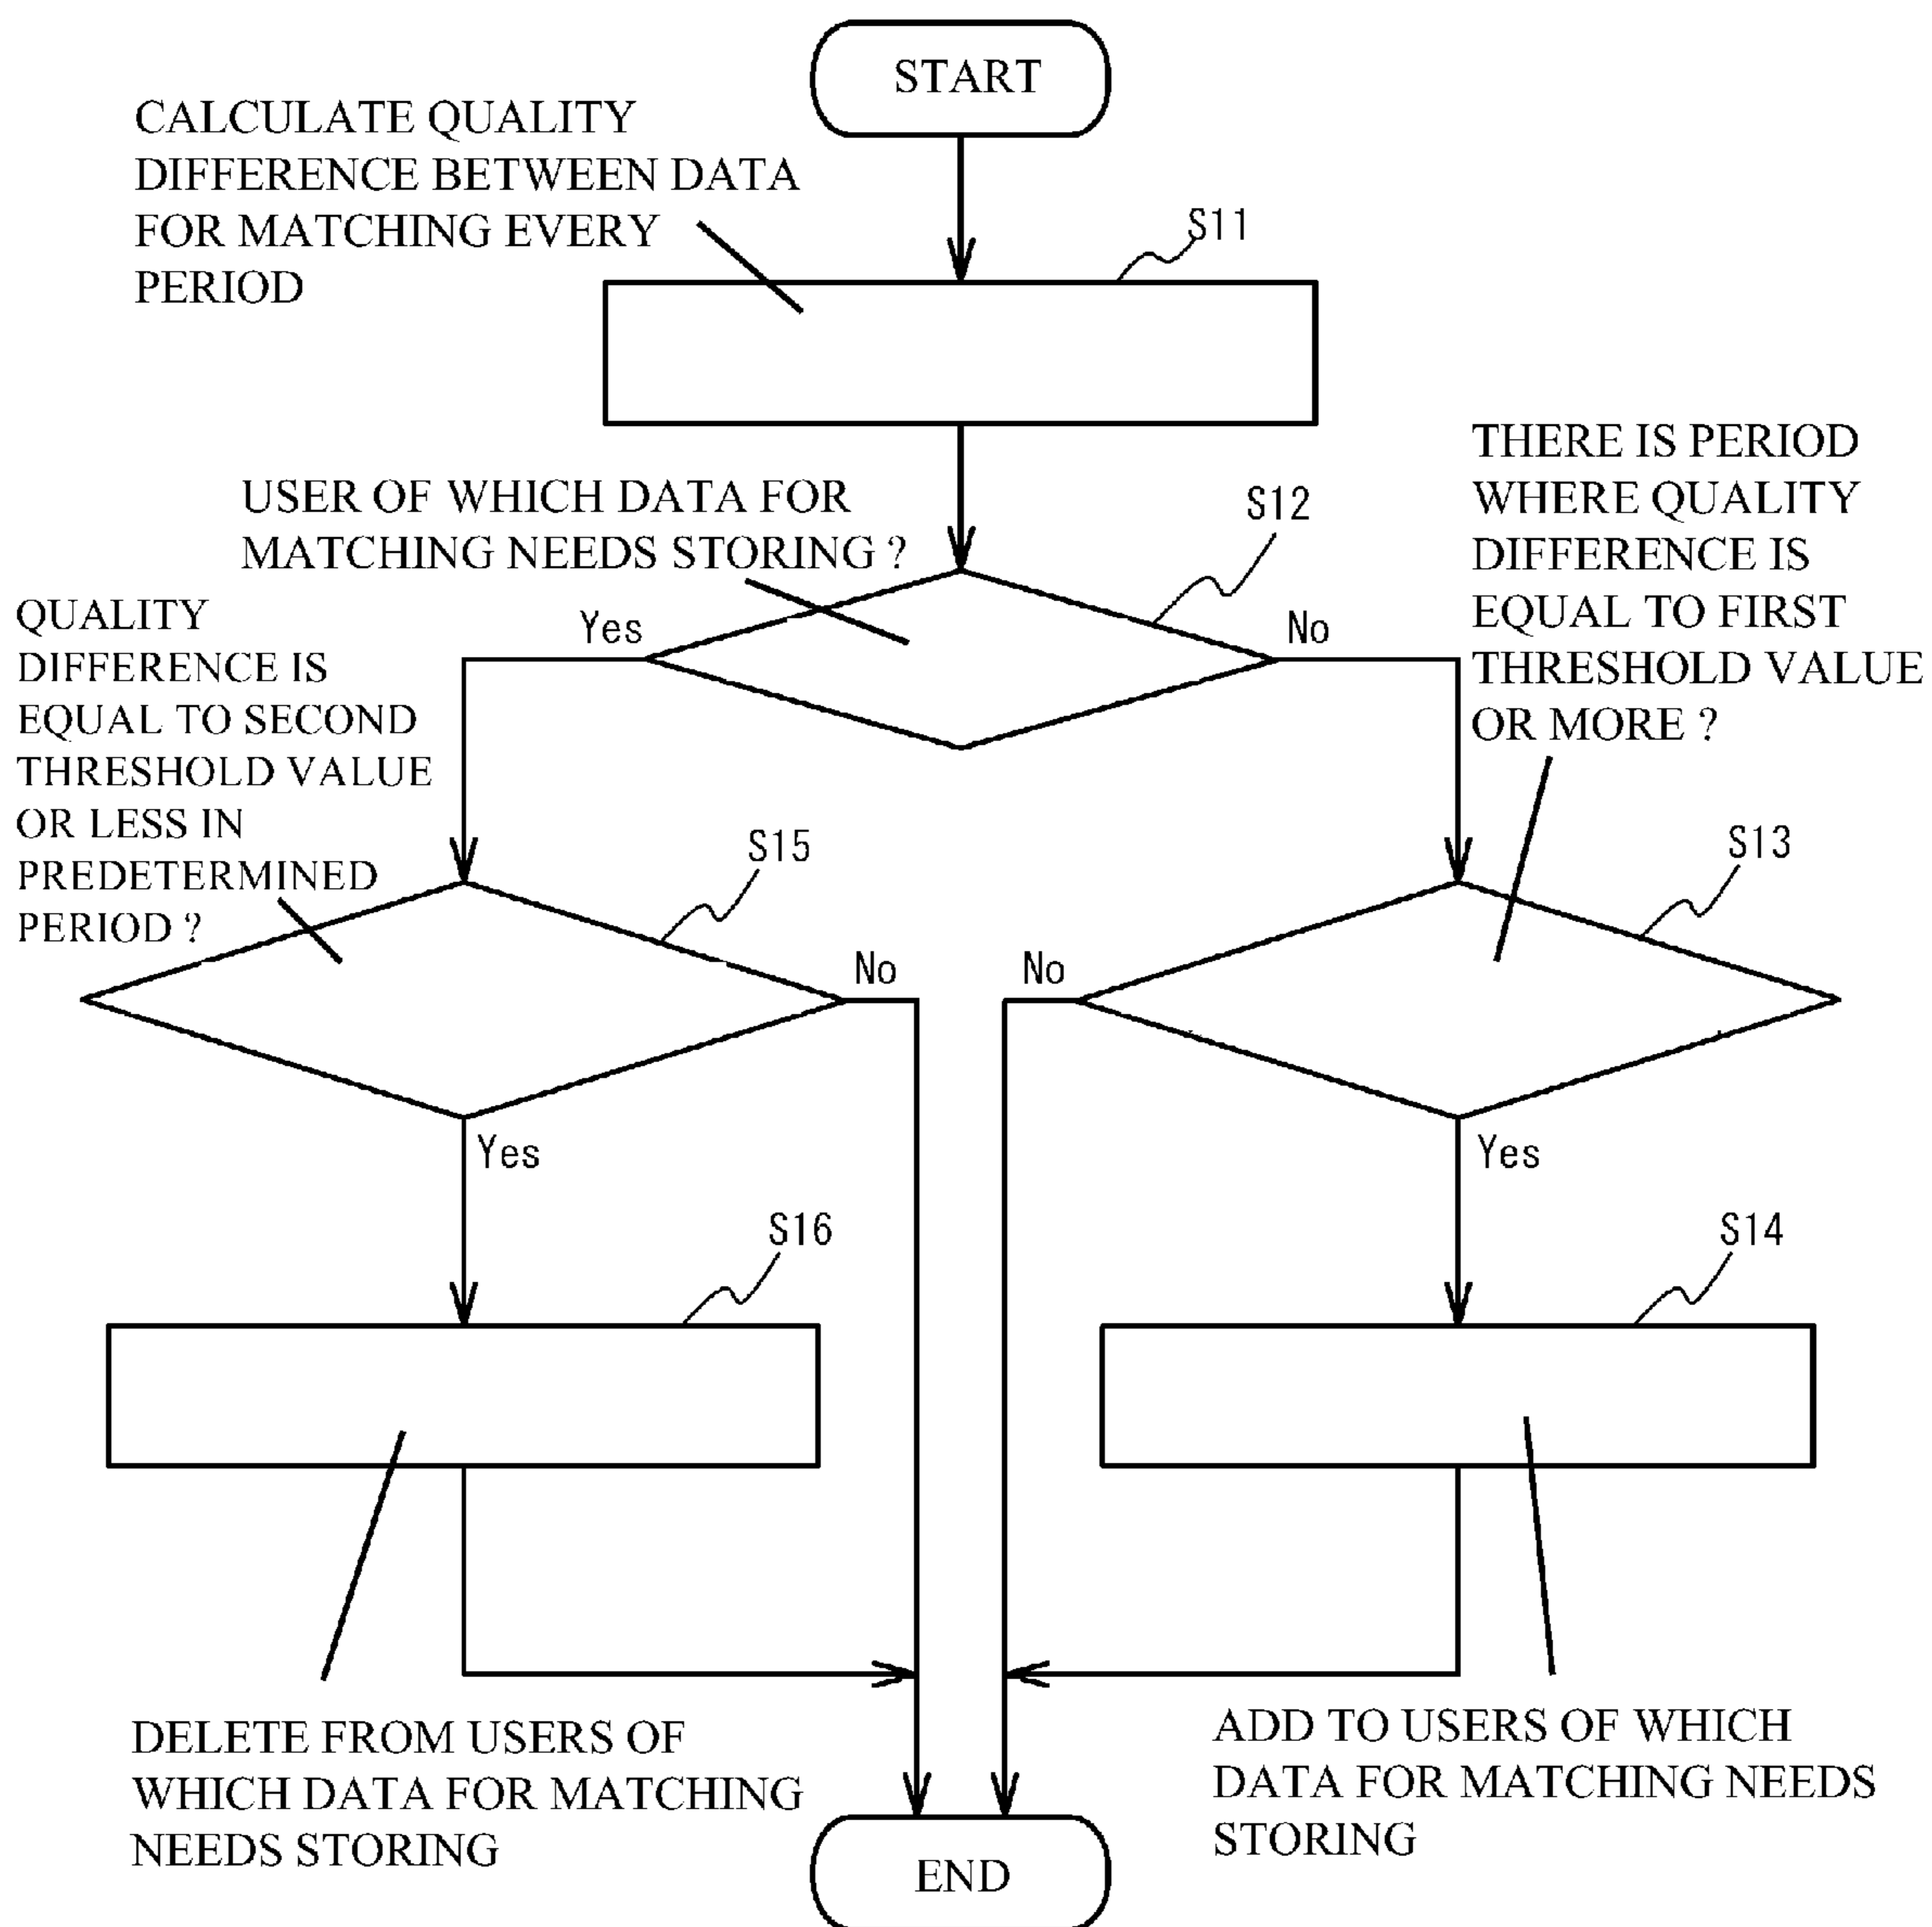 START
CALCULATE QUALITY
DIFFERENCE BETWEEN DATA
FOR MATCHING EVERY
PERIOD
S11
USER OF WHICH DATA FOR
MATCHING NEEDS STORING ?
S12
Yes
No
THERE IS PERIOD
WHERE QUALITY
DIFFERENCE IS
EQUAL TO FIRST
THRESHOLD VALUE
OR MORE ?
QUALITY
DIFFERENCE IS
EQUAL TO SECOND
THRESHOLD VALUE
OR LESS IN
PREDETERMINED
PERIOD ?
S15
S13
No
No
Yes
Yes
S16
S14
DELETE FROM USERS OF
WHICH DATA FOR MATCHING
NEEDS STORING
ADD TO USERS OF WHICH
DATA FOR MATCHING NEEDS
STORING
END